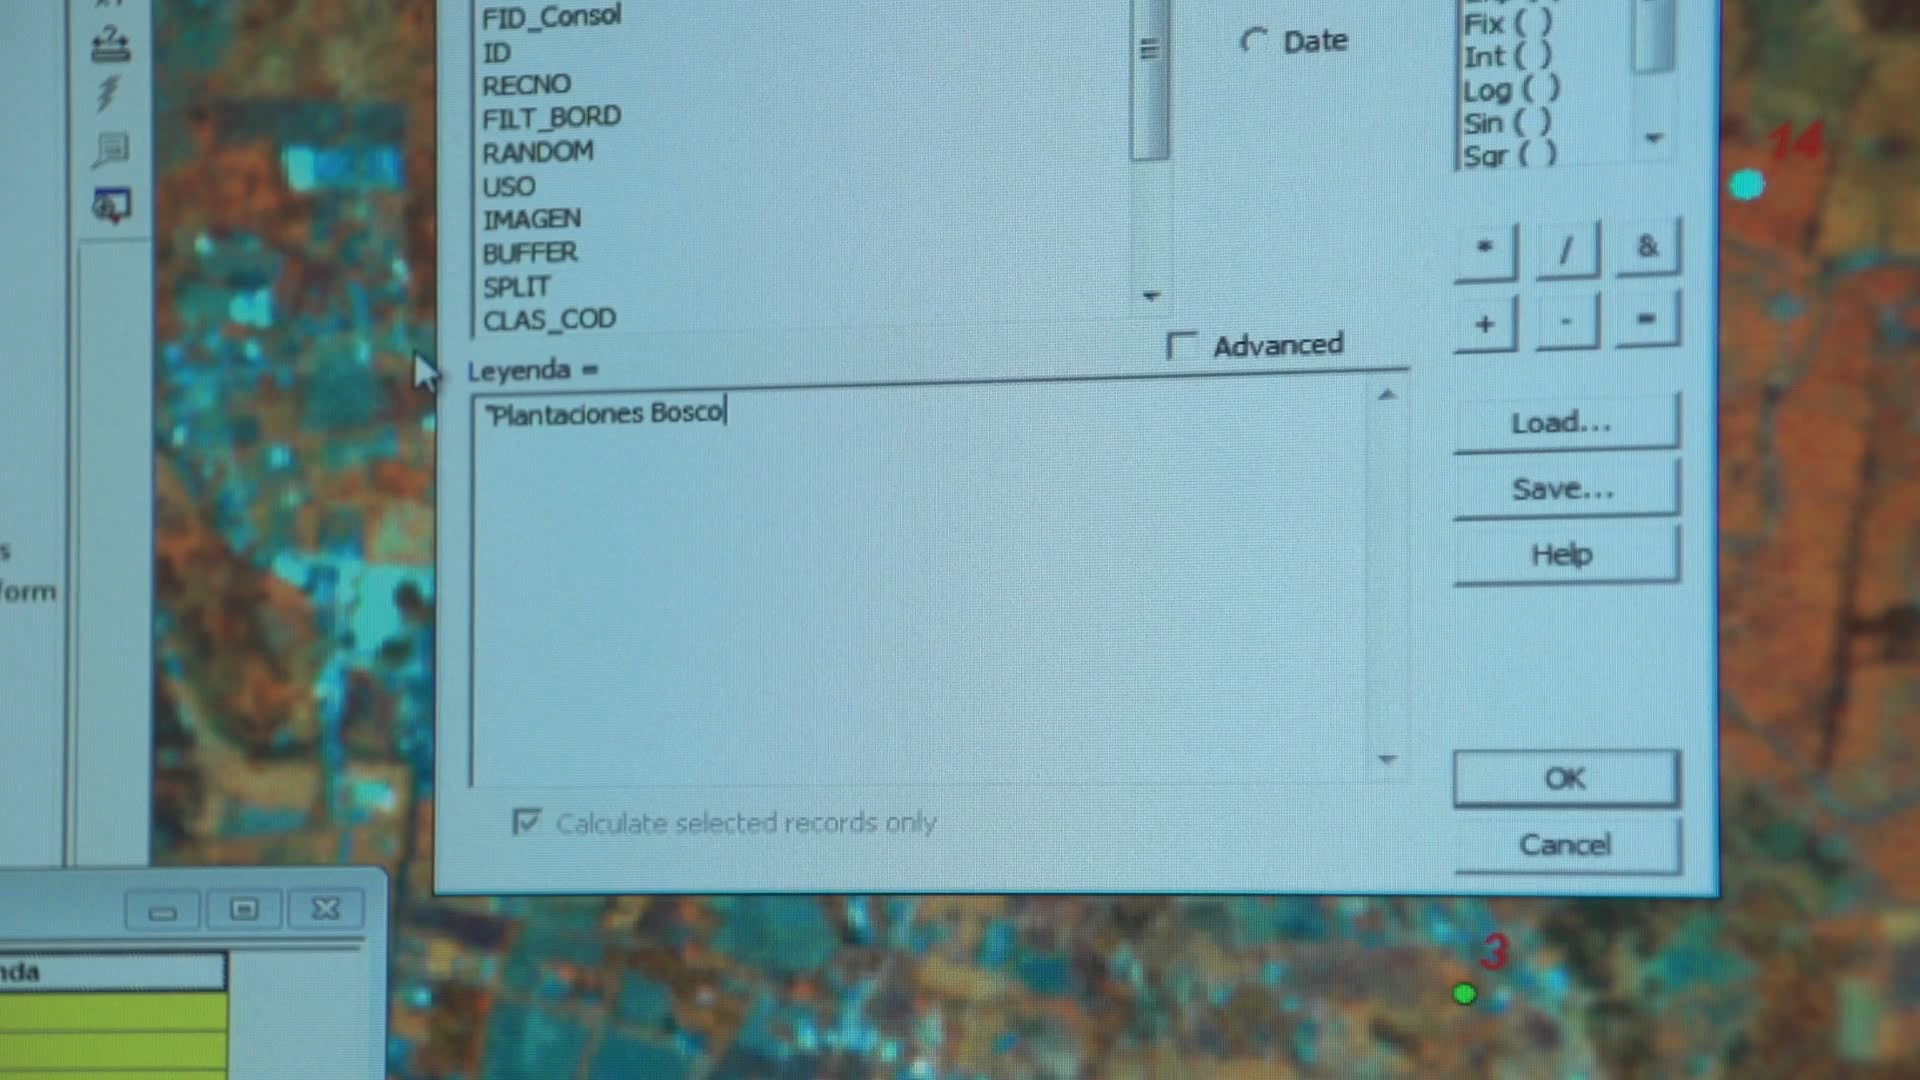 FID_Consol
ID
RECNO
FILT_BORD
RANDOM
USO
IMAGEN
BUFFER
SPLIT
CLAS_COD
Date
Fix ( )
Int ( )
Log ( )
Sin ( )
Sqr ( )
14
* / &
+ - =
Advanced
Leyenda =
"Plantaciones Bosco
Load...
Save...
Help
Calculate selected records only
OK
Cancel
s
form
nda
3